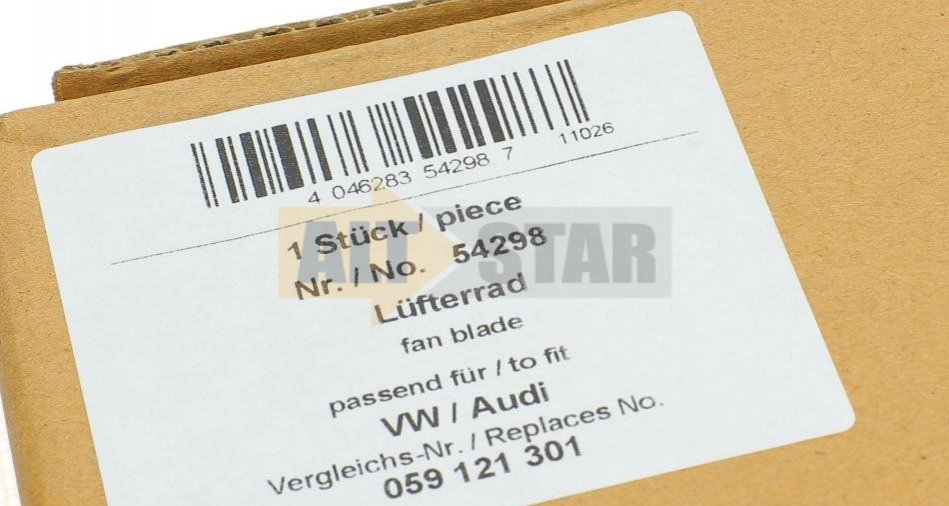 4 046283 54298 7 11026
1 Stück / piece
Nr. / No. 54298
Lüfterrad
fan blade
passend für / to fit
VW / Audi
Vergleichs-Nr. / Replaces No.
059 121 301
ALT STAR